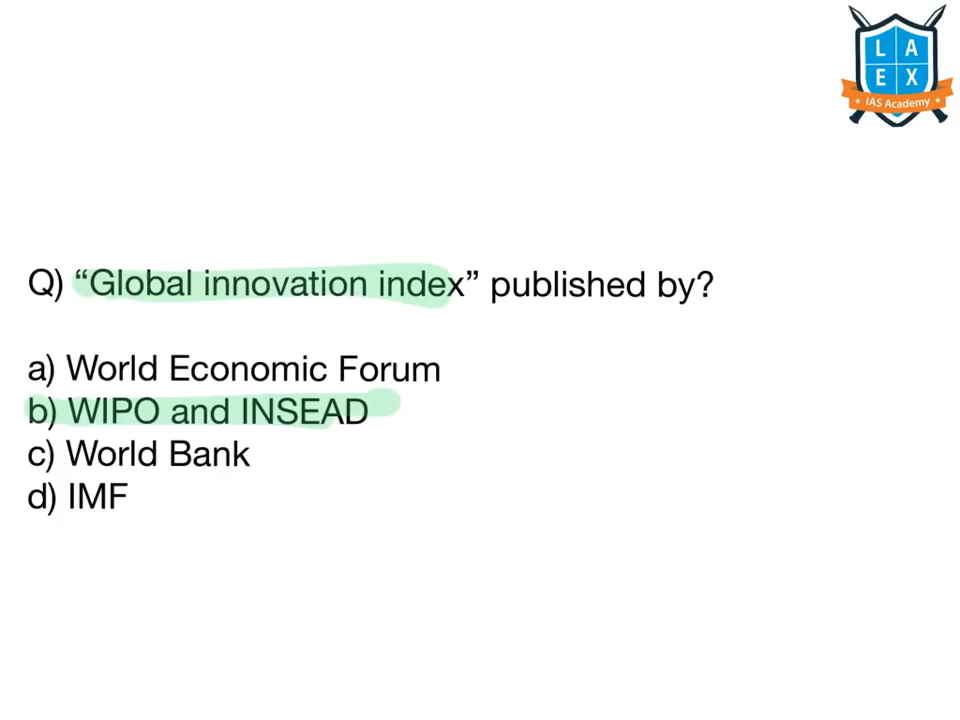 L A
E X
IAS Academy
Q) “Global innovation index” published by?
a) World Economic Forum
b) WIPO and INSEAD
c) World Bank
d) IMF